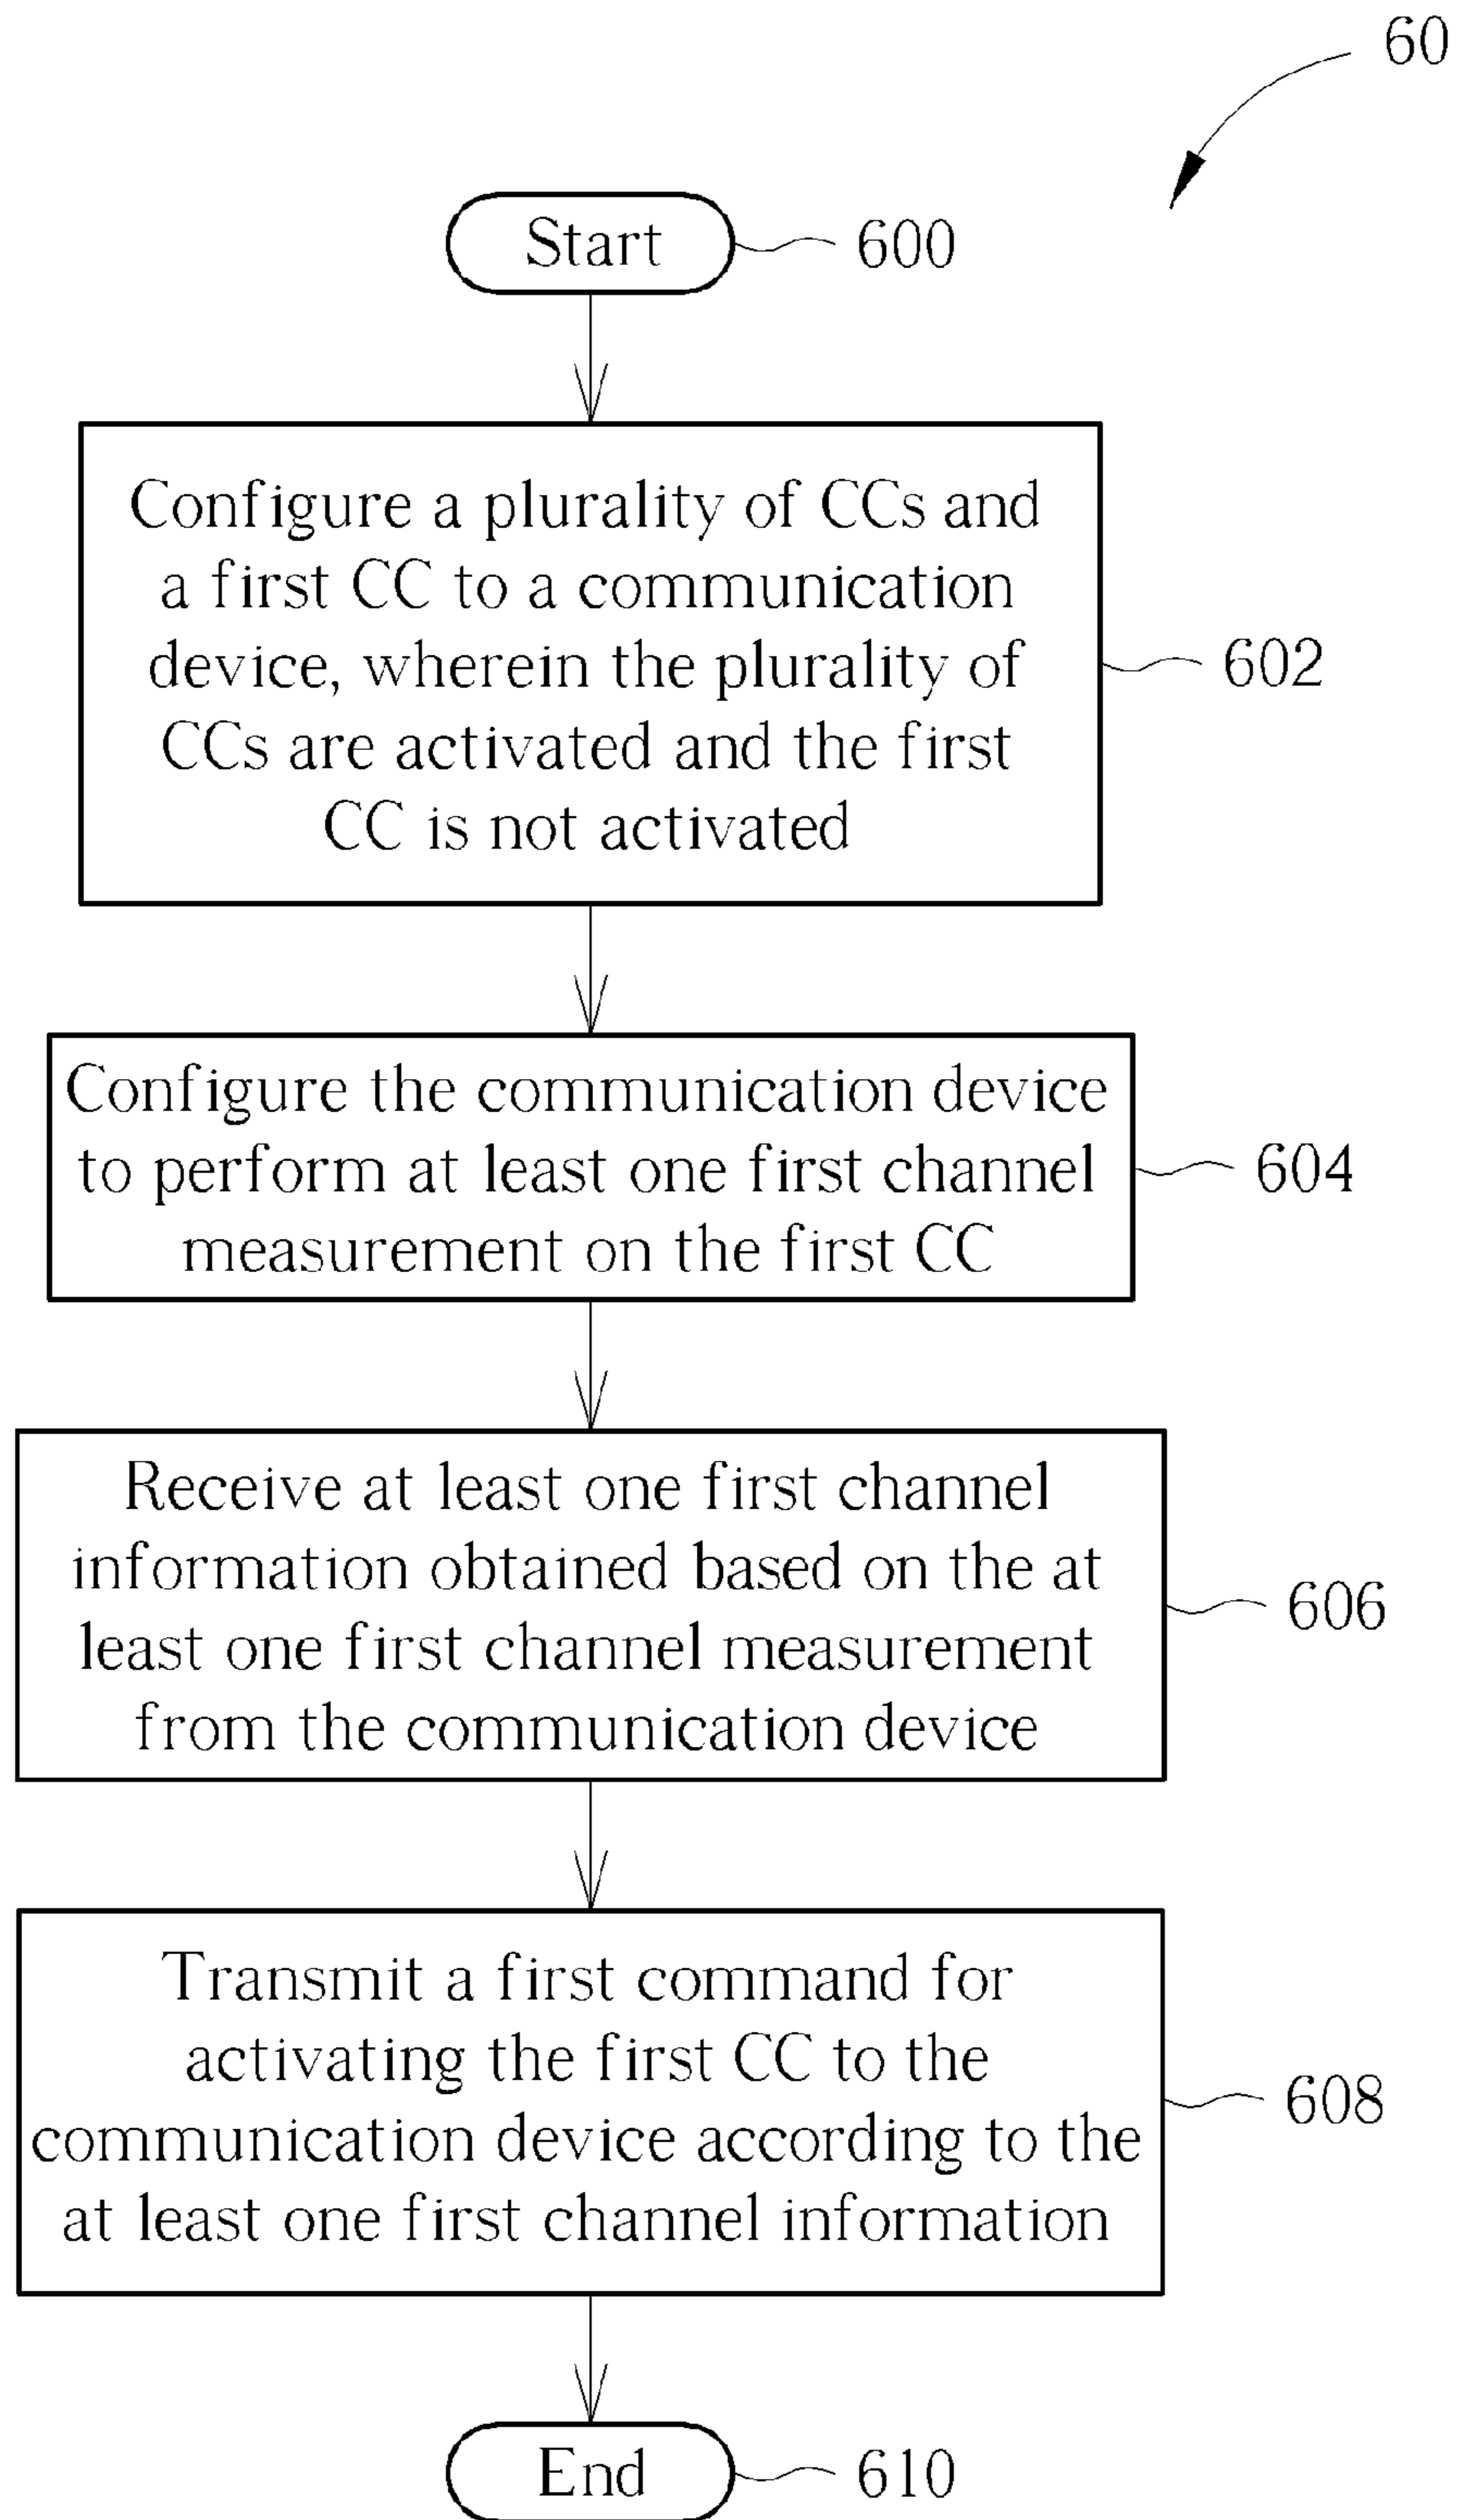 60
Start
600
Configure a plurality of CCs and
a first CC to a communication
device, wherein the plurality of
CCs are activated and the first
CC is not activated
602
Configure the communication device
to perform at least one first channel
measurement on the first CC
604
Receive at least one first channel
information obtained based on the at
least one first channel measurement
from the communication device
606
Transmit a first command for
activating the first CC to the
communication device according to the
at least one first channel information
608
End
610